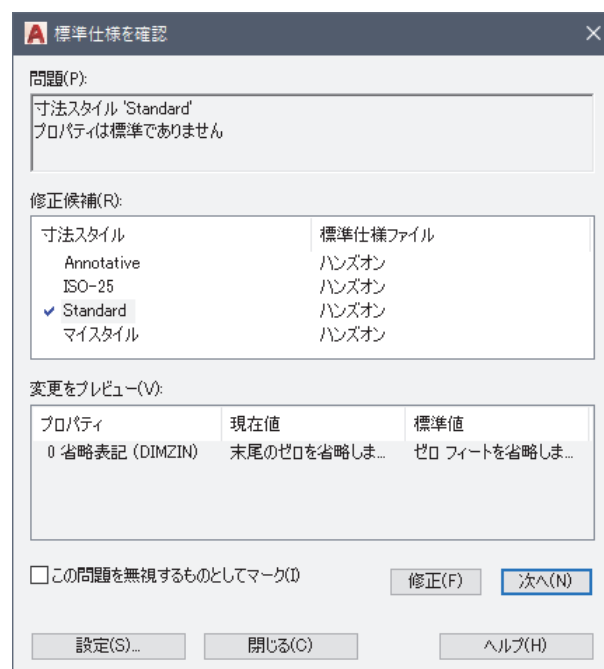 標準仕様を確認
問題(P):
寸法スタイル 'Standard'
プロパティは標準でありません
修正候補(R):
寸法スタイル 標準仕様ファイル
Annotative ハンズオン
ISO-25 ハンズオン
Standard ハンズオン
マイスタイル ハンズオン
変更をプレビュー(V):
プロパティ 現在値 標準値
0 省略表記 (DIMZIN) 末尾のゼロを省略しま... ゼロ フィートを省略しま...
この問題を無視するものとしてマーク(I) 修正(F) 次へ(N)
設定(S)... 閉じる(C) ヘルプ(H)